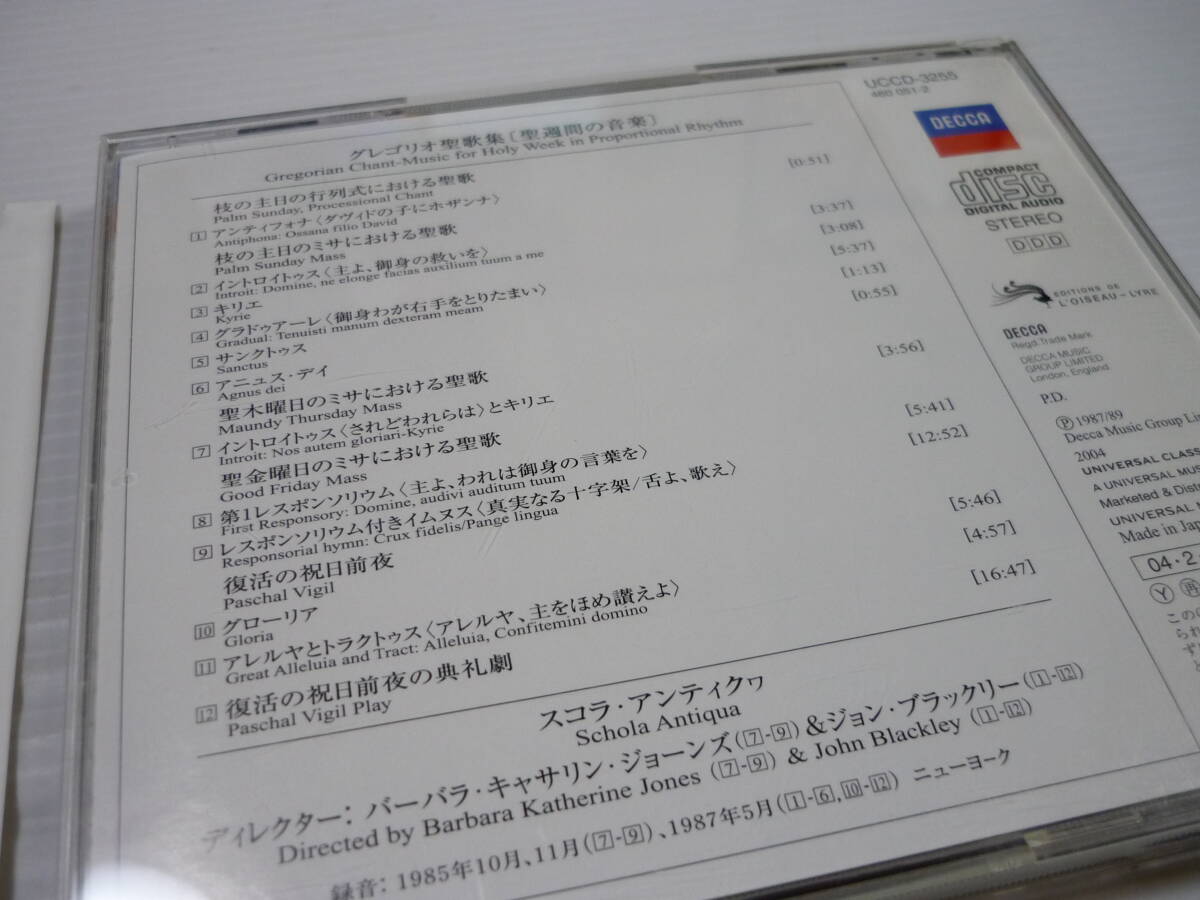 グレゴリオ聖歌集〔聖週間の音楽〕
Gregorian Chant-Music for Holy Week in Proportional Rhythm
枝の主日の行列式における聖歌
Palm Sunday, Processional Chant
1 アンティフォナ〈ダヴィドの子にホザンナ〉 [0:51]
Antiphona: Ossana filio David
枝の主日のミサにおける聖歌
Palm Sunday Mass
2 イントロイトゥス〈主よ、御身の救いを〉 [3:37]
Introit: Domine, ne elonge facias auxilium tuum a me
3 キリエ [3:08]
Kyrie
4 グラドゥアーレ〈御身わが右手をとりたまい〉 [5:37]
Gradual: Tenuisti manum dexteram meam
5 サンクトゥス [1:13]
Sanctus
6 アニュス・デイ [0:55]
Agnus dei
聖木曜日のミサにおける聖歌
Maundy Thursday Mass
7 イントロイトゥス〈されどわれらは〉とキリエ [3:56]
Introit: Nos autem gloriari-Kyrie
聖金曜日のミサにおける聖歌
Good Friday Mass
8 第1レスポンソリウム〈主よ、われは御身の言葉を〉 [5:41]
First Responsory: Domine, audivi auditum tuum
9 レスポンソリウム付きイムヌス〈真実なる十字架/舌よ、歌え〉 [12:52]
Responsorial hymn: Crux fidelis/Pange lingua
復活の祝日前夜
Paschal Vigil
10 グローリア [5:46]
Gloria
11 アレルヤとトラクトゥス〈アレルヤ、主をほめ讃えよ〉 [4:57]
Great Alleluia and Tract: Alleluia, Confitemini domino
12 復活の祝日前夜の典礼劇 [16:47]
Paschal Vigil Play
スコラ・アンティクヮ
Schola Antiqua
ディレクター: バーバラ・キャサリン・ジョーンズ(7-9)&ジョン・ブラックリー(1-12)
Directed by Barbara Katherine Jones (7-9) & John Blackley (1-12)
録音: 1985年10月、11月(7-9)、1987年5月(1-6,10-12) ニューヨーク
UCCD-3255
460 051-2
DECCA
COMPACT
disc
DIGITAL AUDIO
STEREO
DDD
EDITIONS DE
L'OISEAU-LYRE
DECCA
Regd. Trade Mark
DECCA MUSIC
GROUP LIMITED
London, England
P.D.
Ⓟ1987/89
Decca Music Group Lim
2004
UNIVERSAL CLASS
A UNIVERSAL MUS
Marketed & Distr
UNIVERSAL M
Made in Jap
04・2
Y 再
この
られ
ず